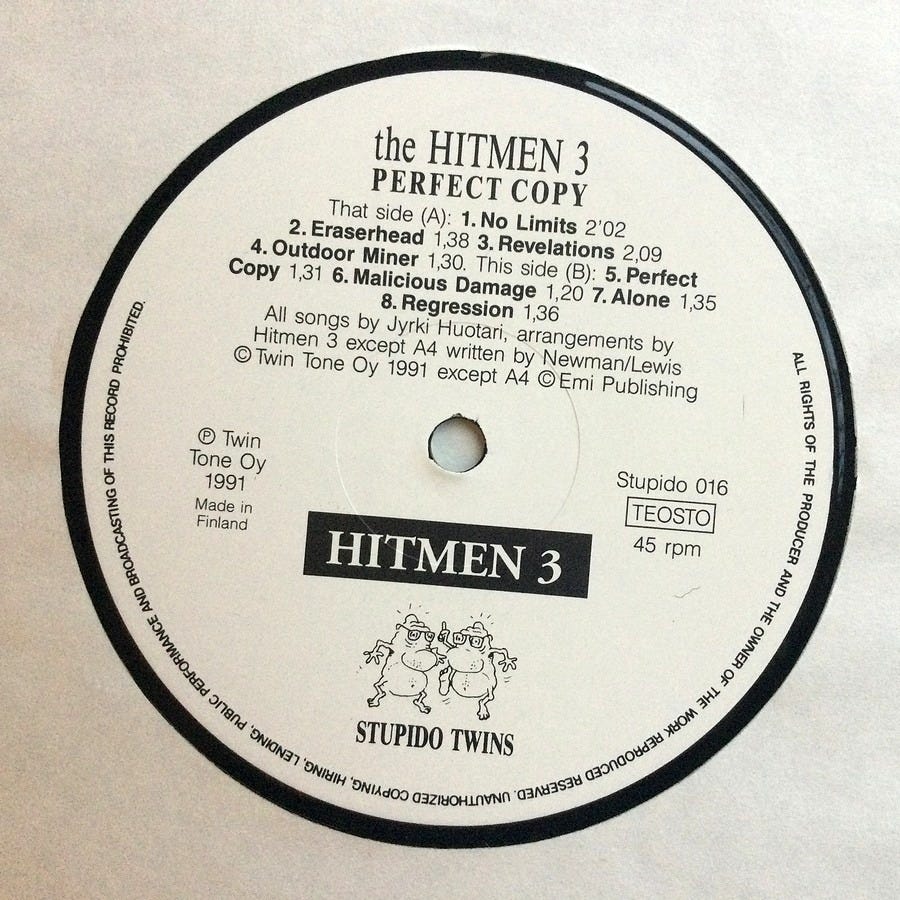 the HITMEN 3
PERFECT COPY
That side (A): 1. No Limits 2'02
2. Eraserhead 1,38 3. Revelations 2,09
4. Outdoor Miner 1,30. This side (B): 5. Perfect
Copy 1,31 6. Malicious Damage 1,20 7. Alone 1,35
8. Regression 1,36
All songs by Jyrki Huotari, arrangements by
Hitmen 3 except A4 written by Newman/Lewis
© Twin Tone Oy 1991 except A4 © Emi Publishing
℗ Twin
Tone Oy
1991
Made in
Finland
Stupido 016
TEOSTO
45 rpm
HITMEN 3
STUPIDO TWINS
ALL RIGHTS OF THE PRODUCER AND THE OWNER OF THE WORK REPRODUCED RESERVED. UNAUTHORIZED COPYING, HIRING, LENDING, PUBLIC PERFORMANCE AND BROADCASTING OF THIS RECORD PROHIBITED.